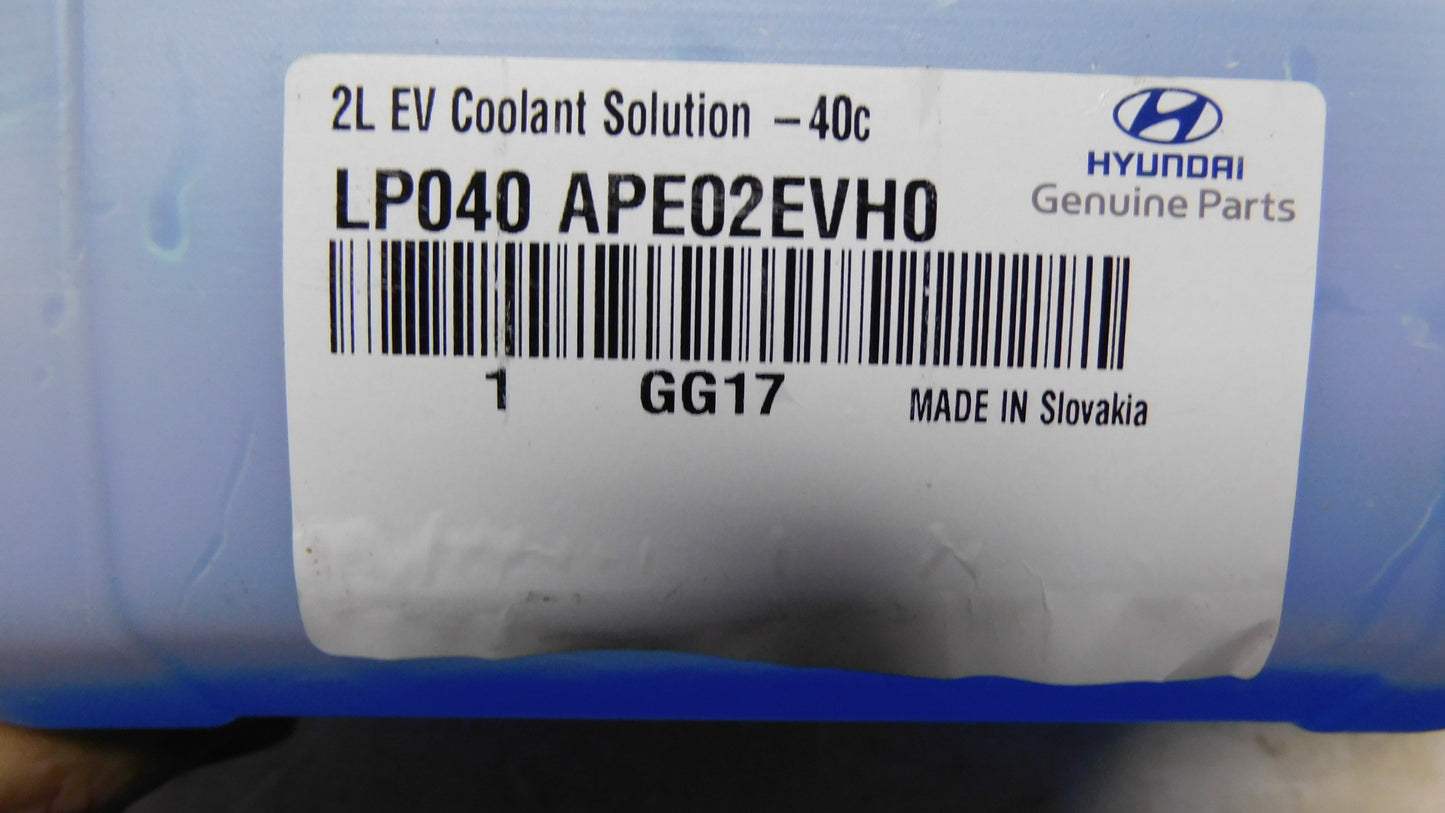 2L EV Coolant Solution -40c
HYUNDAI
LP040 APE02EVH0
Genuine Parts
1 GG17 MADE IN Slovakia